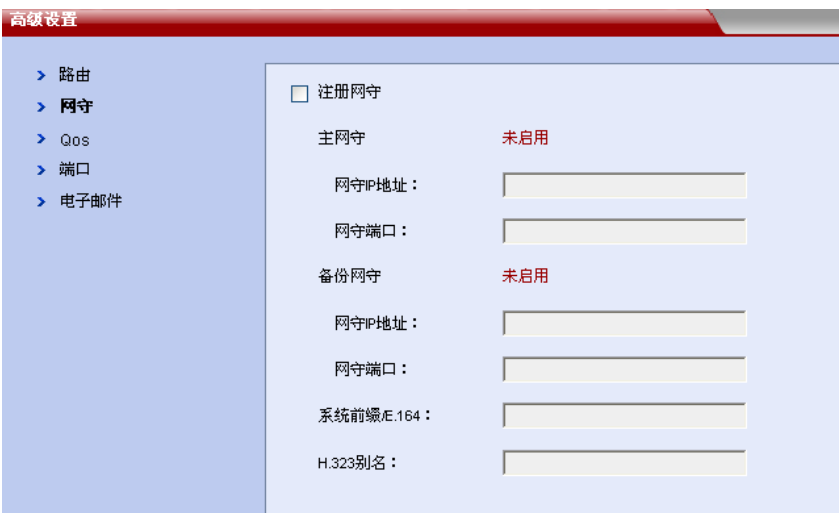 高级设置
路由
网守
Qos
端口
电子邮件
注册网守
主网守 未启用
网守IP地址：
网守端口：
备份网守 未启用
网守IP地址：
网守端口：
系统前缀/E.164：
H.323别名：